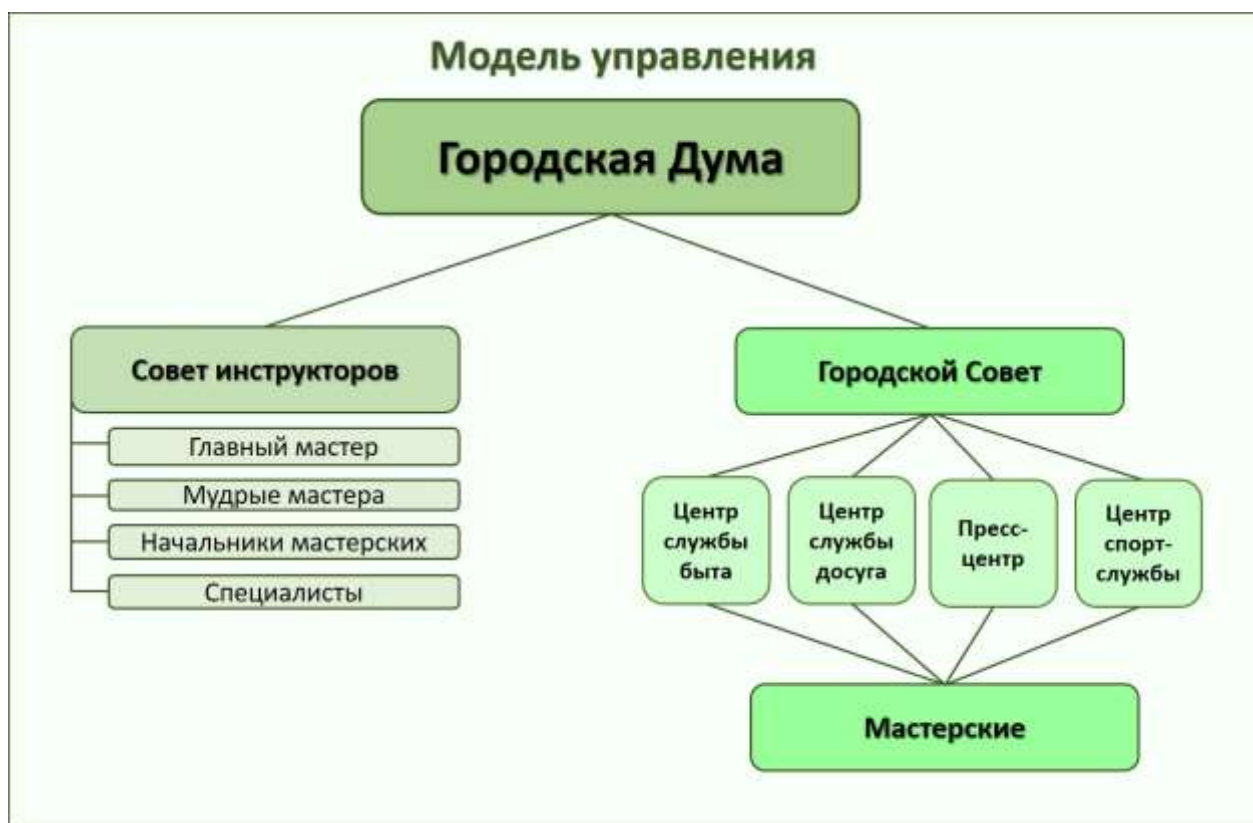 Модель управления
Городская Дума
Совет инструкторов
Главный мастер
Мудрые мастера
Начальники мастерских
Специалисты
Городской Совет
Центр
службы
быта
Центр
службы
досуга
Пресс-
центр
Центр
спорт-
службы
Мастерские